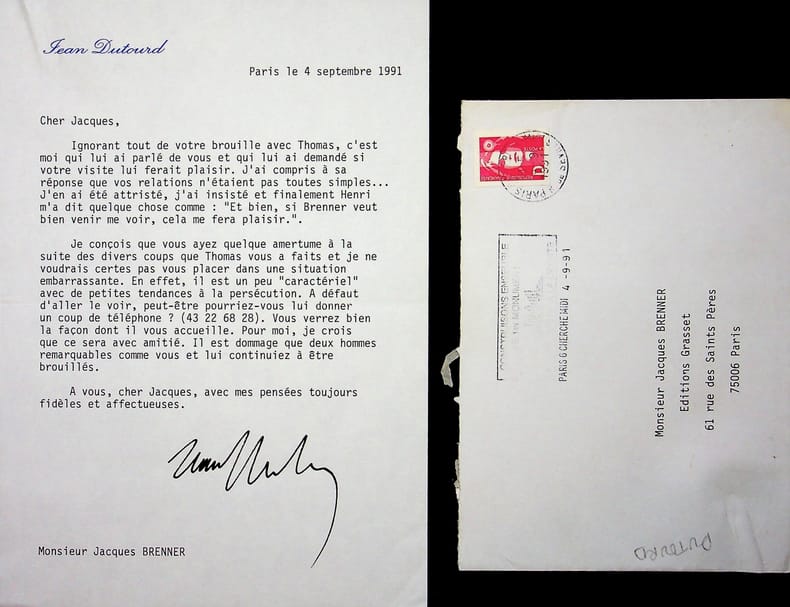 Jean Dutourd
Paris le 4 septembre 1991
Cher Jacques,
Ignorant tout de votre brouille avec Thomas, c'est
moi qui lui ai parlé de vous et qui lui ai demandé si
votre visite lui ferait plaisir. J'ai compris à sa
réponse que vos relations n'étaient pas toutes simples...
J'en ai été attristé, j'ai insisté et finalement Henri
m'a dit quelque chose comme : "Et bien, si Brenner veut
bien venir me voir, cela me fera plaisir.".
Je conçois que vous ayez quelque amertume à la
suite des divers coups que Thomas vous a faits et je ne
voudrais certes pas vous placer dans une situation
embarrassante. En effet, il est un peu "caractériel"
avec de petites tendances à la persécution. A défaut
d'aller le voir, peut-être pourriez-vous lui donner
un coup de téléphone ? (43 22 68 28). Vous verrez bien
la façon dont il vous accueille. Pour moi, je crois
que ce sera avec amitié. Il est dommage que deux hommes
remarquables comme vous et lui continuiez à être
brouillés.
A vous, cher Jacques, avec mes pensées toujours
fidèles et affectueuses.
Monsieur Jacques BRENNER
D
LA POSTE
PARIS
1991
CONSTRUISONS ENSEMBLE
UN MONUMENT
PARIS 6 CHERCHE MIDI 4 -9-91
Monsieur Jacques BRENNER
Editions Grasset
61 rue des Saints Pères
75006 Paris
DUTOURD